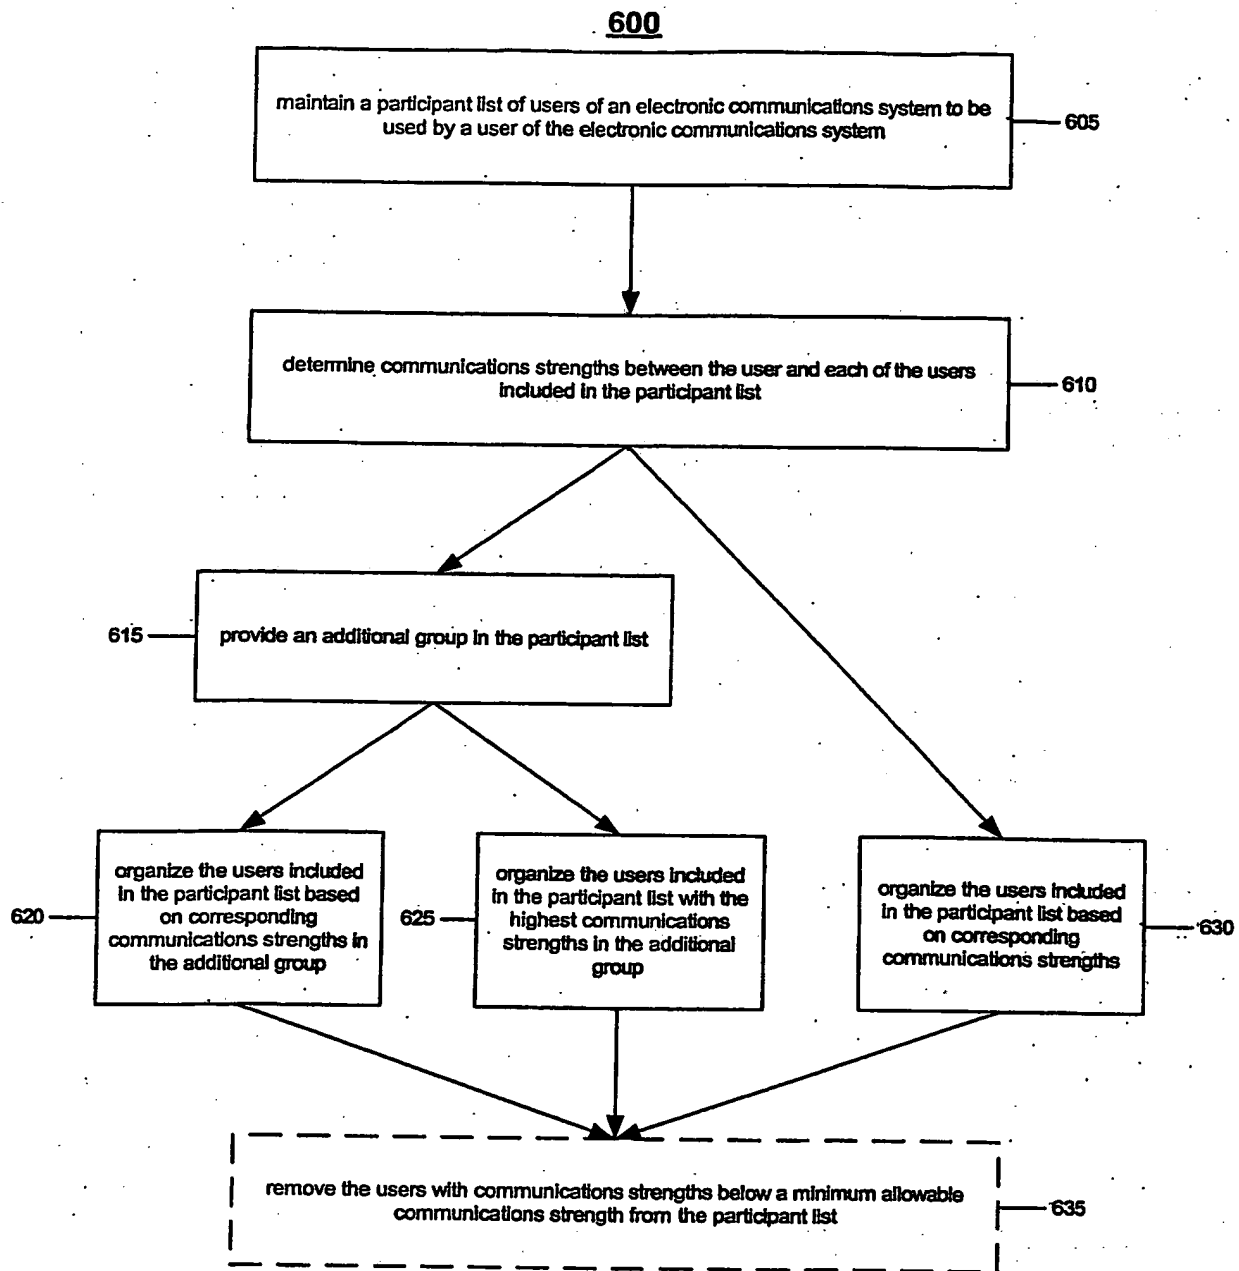 600
maintain a participant list of users of an electronic communications system to be
used by a user of the electronic communications system
605
determine communications strengths between the user and each of the users
included in the participant list
610
615
provide an additional group in the participant list
620
organize the users included
in the participant list based
on corresponding
communications strengths in
the additional group
625
organize the users included
in the participant list with the
highest communications
strengths in the additional
group
organize the users included
in the participant list based
on corresponding
communications strengths
630
remove the users with communications strengths below a minimum allowable
communications strength from the participant list
635